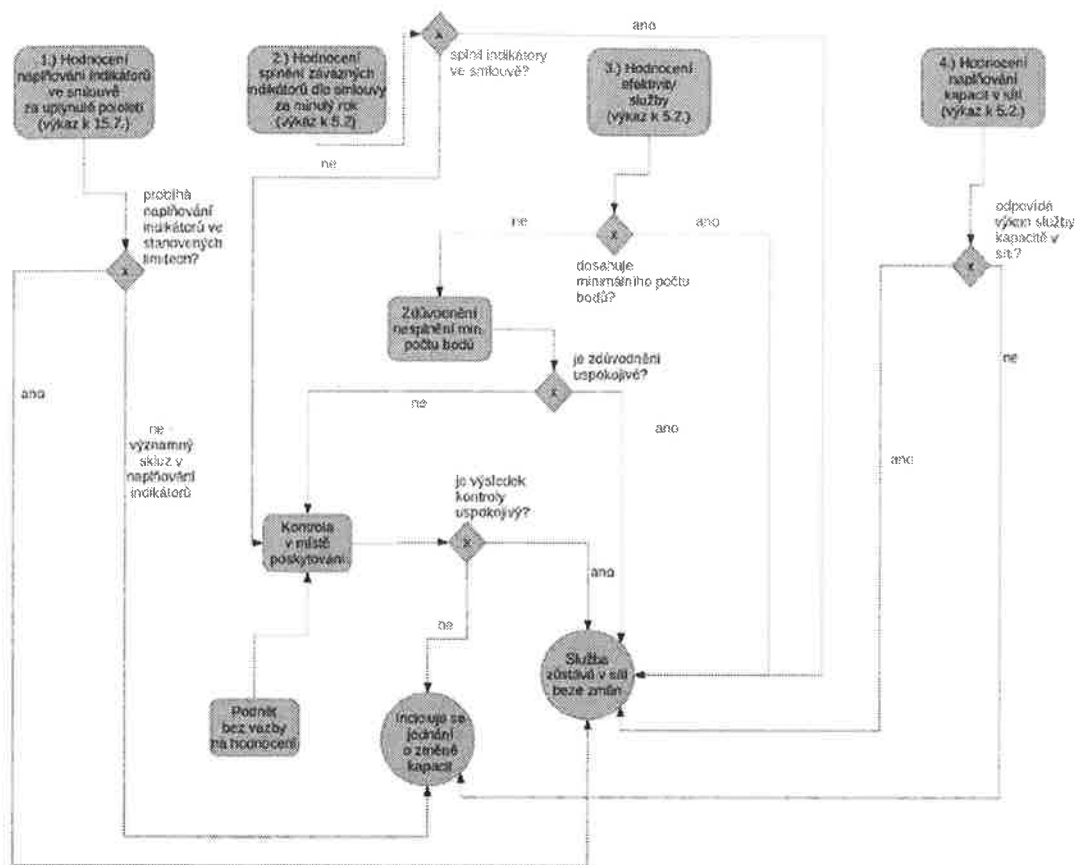 1.) Hodnocení
naplňování indikátorů
ve smlouvě
za uplynulé pololetí
(výkaz k 15.7.)
2.) Hodnocení
splnění závazných
indikátorů dle smlouvy
za minulý rok
(výkaz k 5.2)
x
ano
splnil indikátory
ve smlouvě?
3.) Hodnocení
efektivity
služby
(výkaz k 5.2.)
4.) Hodnocení
naplňování
kapacit v síti
(výkaz k 5.2.)
ne
probíhá
naplňování
indikátorů ve
stanovených
limitech?
x
ne
x
ano
dosahuje
minimálního počtu
bodů?
odpovídá
výkon služby
kapacitě v
síti?
x
Zdůvodnění
nesplnění min.
počtu bodů
je zdůvodnění
uspokojivé?
x
ne
ano
ano
ne
ano
ne -
významný
skluz v
naplňování
indikátorů
je výsledek
kontroly
uspokojivý?
Kontrola
v místě
poskytování
x
ano
ne
Služba
zůstává v síti
beze změn
Podnět
bez vazby
na hodnocení
Iniciuje se
jednání
o změně
kapacit